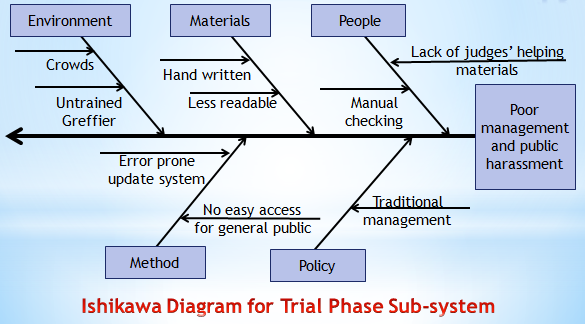 Environment
Materials
People
Crowds
Untrained
Greffier
Hand written
Less readable
Lack of judges’ helping
materials
Manual
checking
Poor
management
and public
harassment
Error prone
update system
No easy access
for general public
Traditional
management
Method
Policy
Ishikawa Diagram for Trial Phase Sub-system